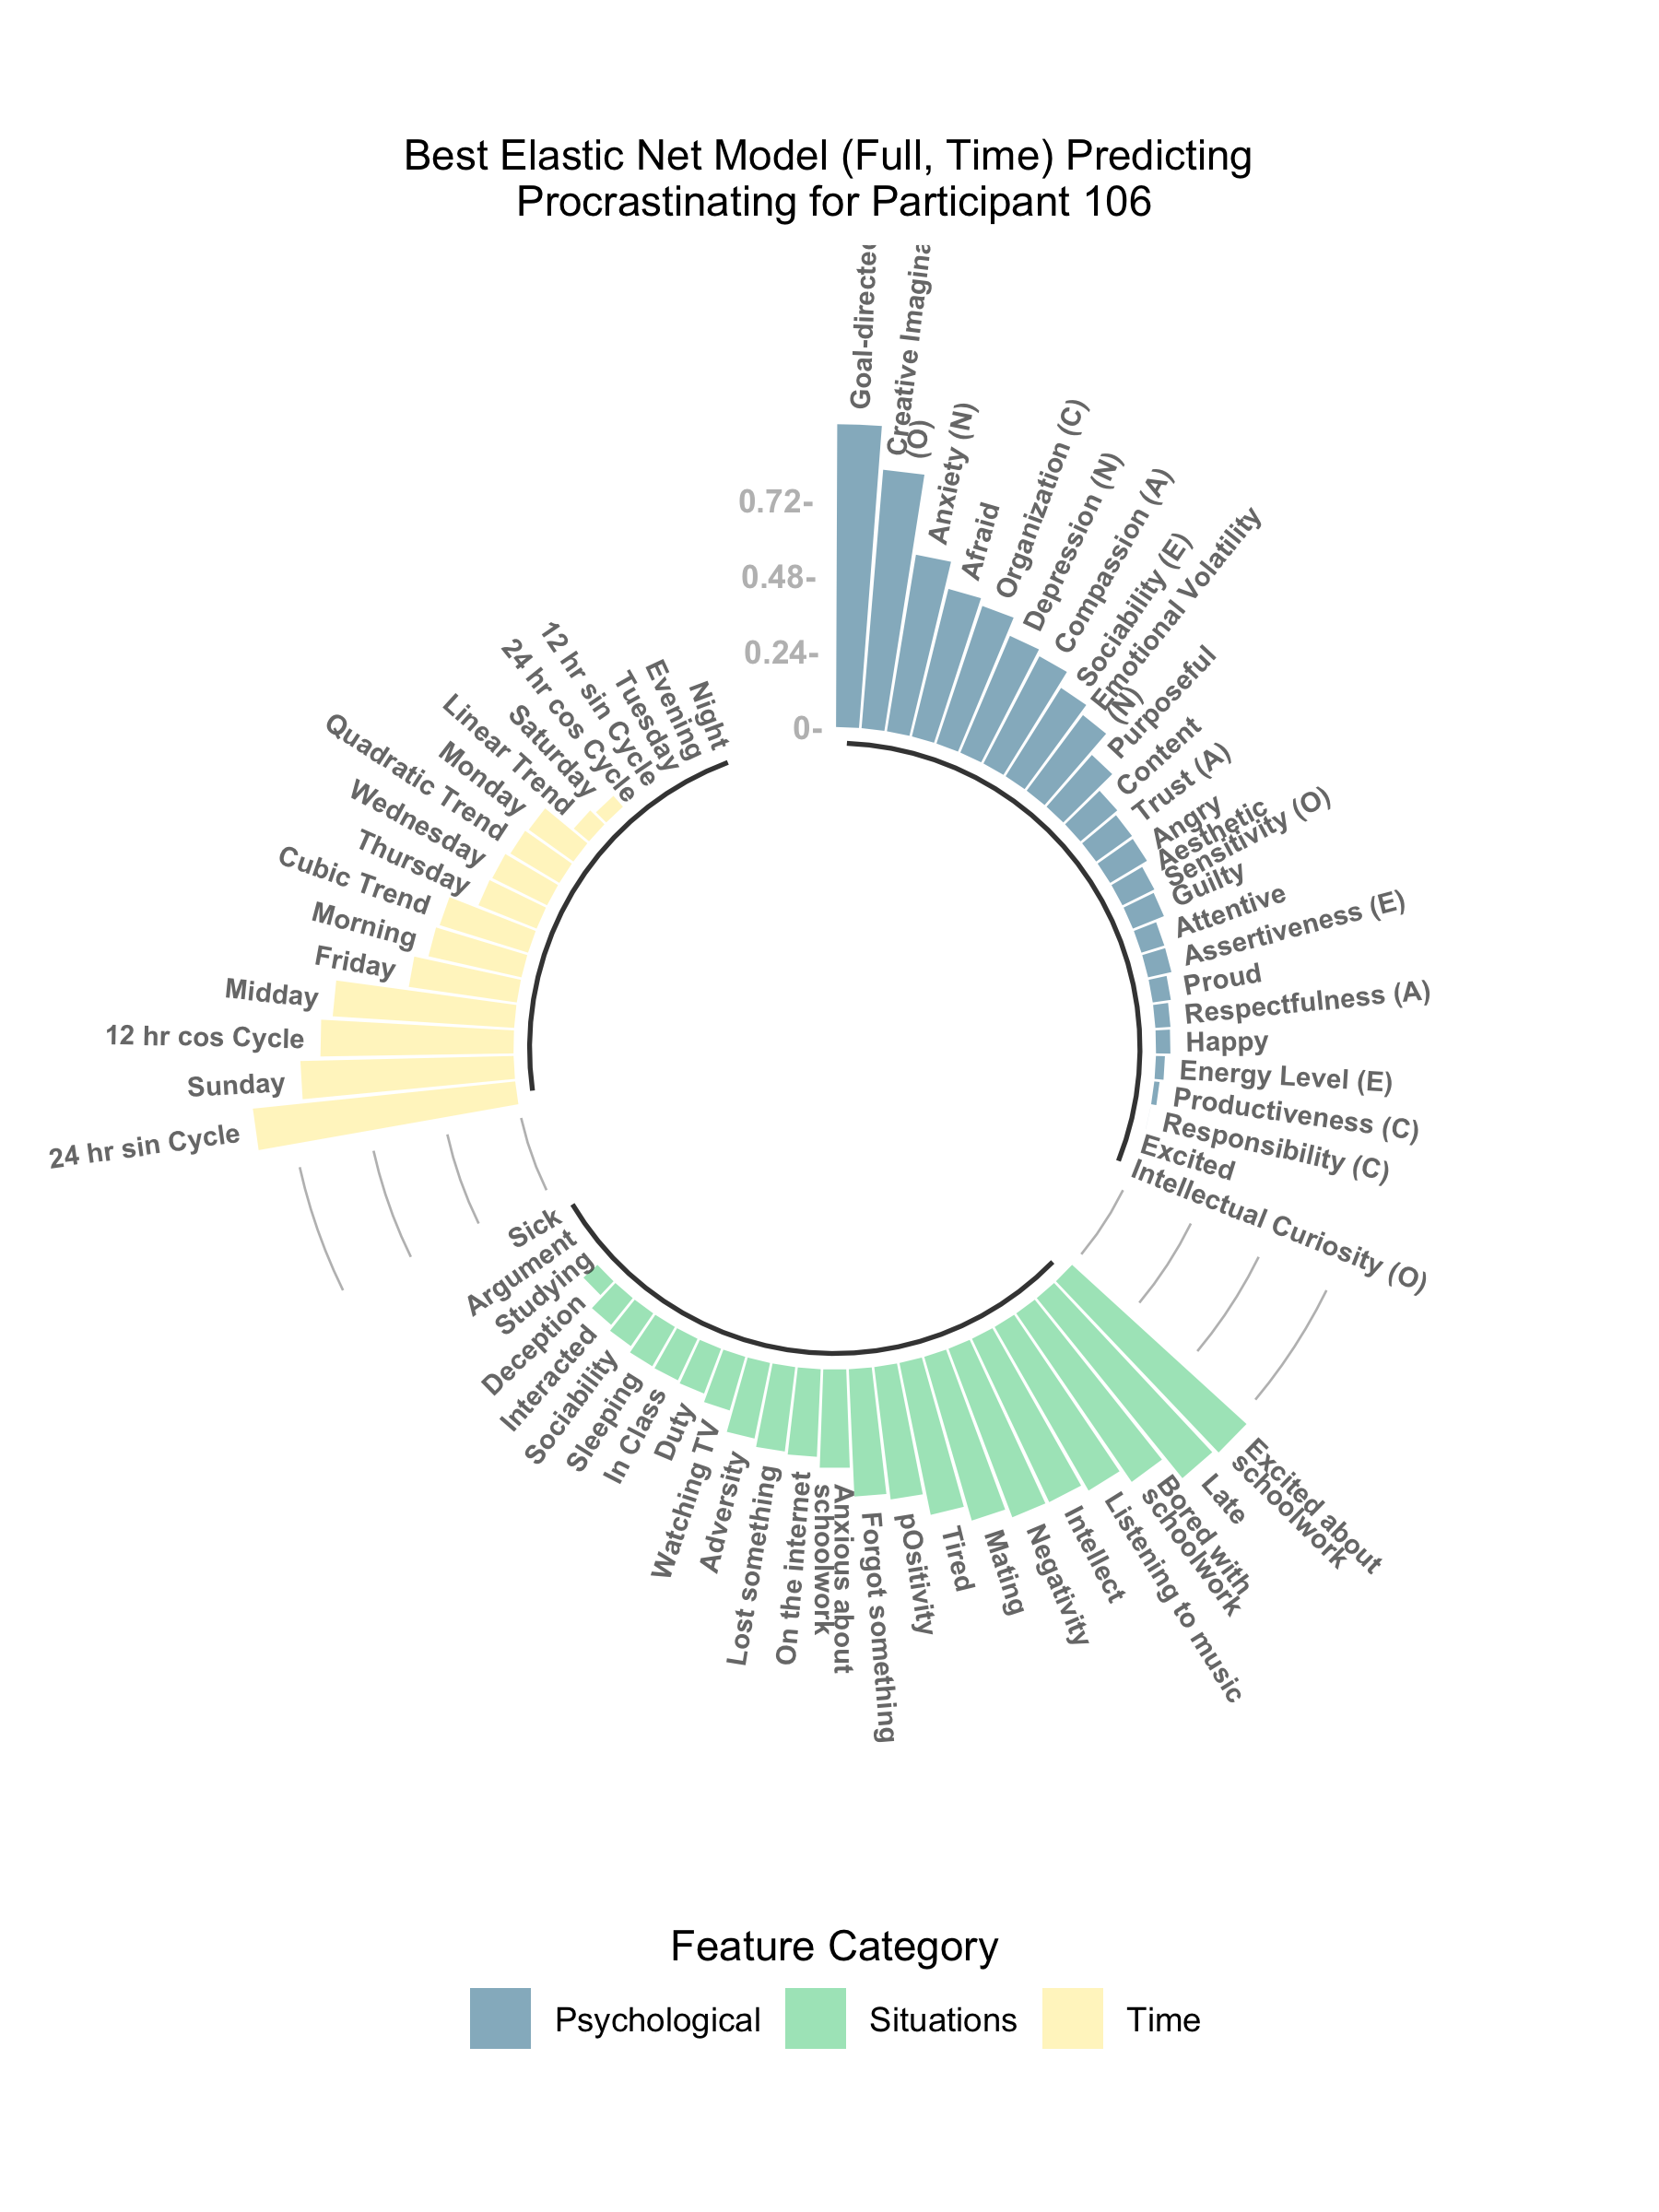 Best Elastic Net Model (Full, Time) Predicting
Procrastinating for Participant 106
0.72-
0.48-
0.24-
0-
Goal-directed
Creative
(O)
Anxiety (N)
Afraid
Organization (C)
Depression (N)
Compassion (A)
Sociability (E)
Emotional Volatility
(N)
Purposeful
Content
Trust (A)
Angry
Aesthetic
Sensitivity (O)
Guilty
Attentive
Assertiveness (E)
Proud
Respectfulness (A)
Happy
Energy Level (E)
Productiveness (C)
Responsibility (C)
Excited
Intellectual Curiosity (O)
Excited about
schoolwork
Late
Bored with
schoolwork
Listening to music
Intellect
Negativity
Mating
Tired
pOsitivity
Forgot something
Anxious about
schoolwork
On the internet
Lost something
Adversity
Watching TV
Duty
In Class
Sleeping
Sociability
Interacted
Deception
Studying
Argument
Sick
24 hr sin Cycle
Sunday
12 hr cos Cycle
Midday
Friday
Morning
Cubic Trend
Thursday
Wednesday
Quadratic Trend
Monday
Linear Trend
Saturday
24 hr cos Cycle
12 hr sin Cycle
Tuesday
Evening
Night
Feature Category
Psychological
Situations
Time